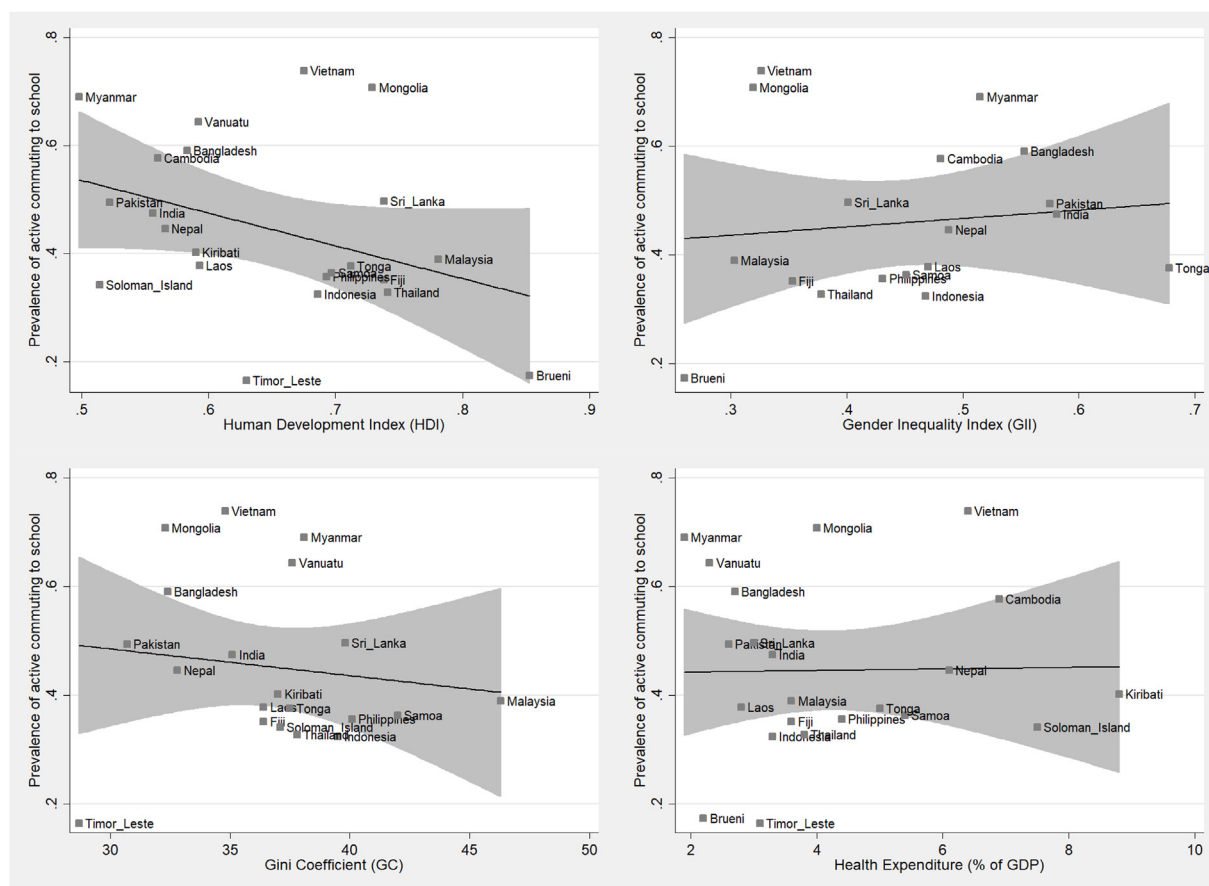 Prevalence of active commuting to school
.8
.6
.4
.2
Vietnam
Mongolia
Myanmar
Vanuatu
Bangladesh
Cambodia
Pakistan
Sri_Lanka
India
Nepal
Kiribati
Laos
Malaysia
Tonga
Samoa
Philippines
Fiji
Soloman_Island
Indonesia
Thailand
Timor_Leste
Brueni
.5 .6 .7 .8 .9
Human Development Index (HDI)
Prevalence of active commuting to school
.8
.6
.4
.2
Vietnam
Mongolia
Myanmar
Bangladesh
Cambodia
Sri_Lanka
Pakistan
India
Nepal
Malaysia
Laos
Tonga
Samoa
Philippines
Fiji
Thailand
Indonesia
Brueni
.3 .4 .5 .6 .7
Gender Inequality Index (GII)
Prevalence of active commuting to school
.8
.6
.4
.2
Vietnam
Mongolia
Myanmar
Vanuatu
Bangladesh
Pakistan
Sri_Lanka
India
Nepal
Kiribati
Malaysia
Laos
Tonga
Samoa
Philippines
Fiji
Soloman_Island
Thailand
Indonesia
Timor_Leste
30 35 40 45 50
Gini Coefficient (GC)
Prevalence of active commuting to school
.8
.6
.4
.2
Vietnam
Mongolia
Myanmar
Vanuatu
Bangladesh
Cambodia
Pakistan
Sri_Lanka
India
Nepal
Kiribati
Malaysia
Laos
Tonga
Samoa
Philippines
Fiji
Soloman_Island
Thailand
Indonesia
Brueni
Timor_Leste
2 4 6 8 10
Health Expenditure (% of GDP)